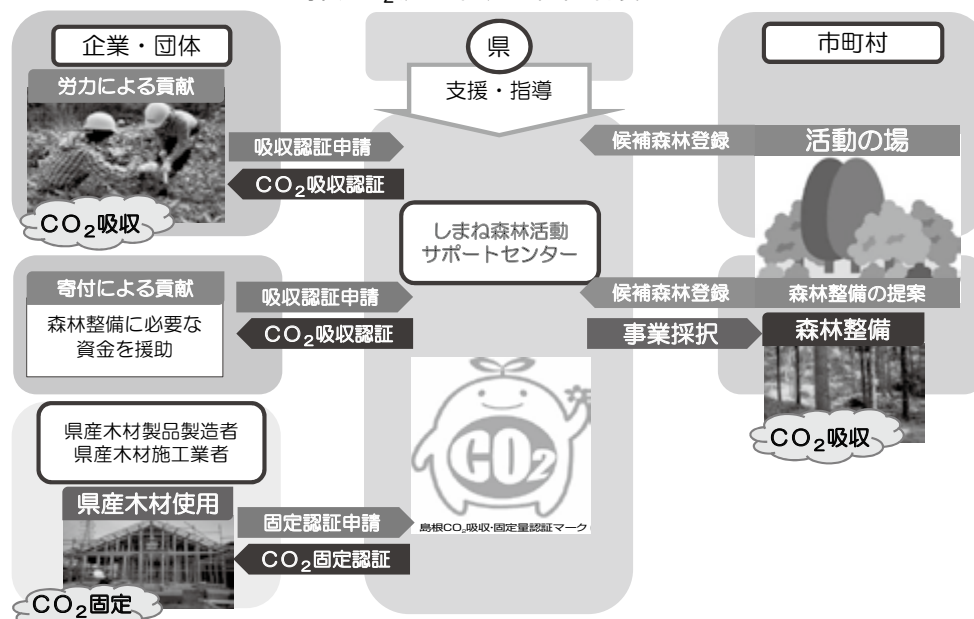 企業・団体
労力による貢献
CO₂吸収
吸収認証申請
CO₂吸収認証
寄付による貢献
森林整備に必要な
資金を援助
吸収認証申請
CO₂吸収認証
県産木材製品製造者
県産木材施工業者
県産木材使用
CO₂固定
固定認証申請
CO₂固定認証
県
支援・指導
しまね森林活動
サポートセンター
CO2
島根CO₂吸収・固定量認証マーク
市町村
候補森林登録
活動の場
候補森林登録
森林整備の提案
事業採択
森林整備
CO₂吸収